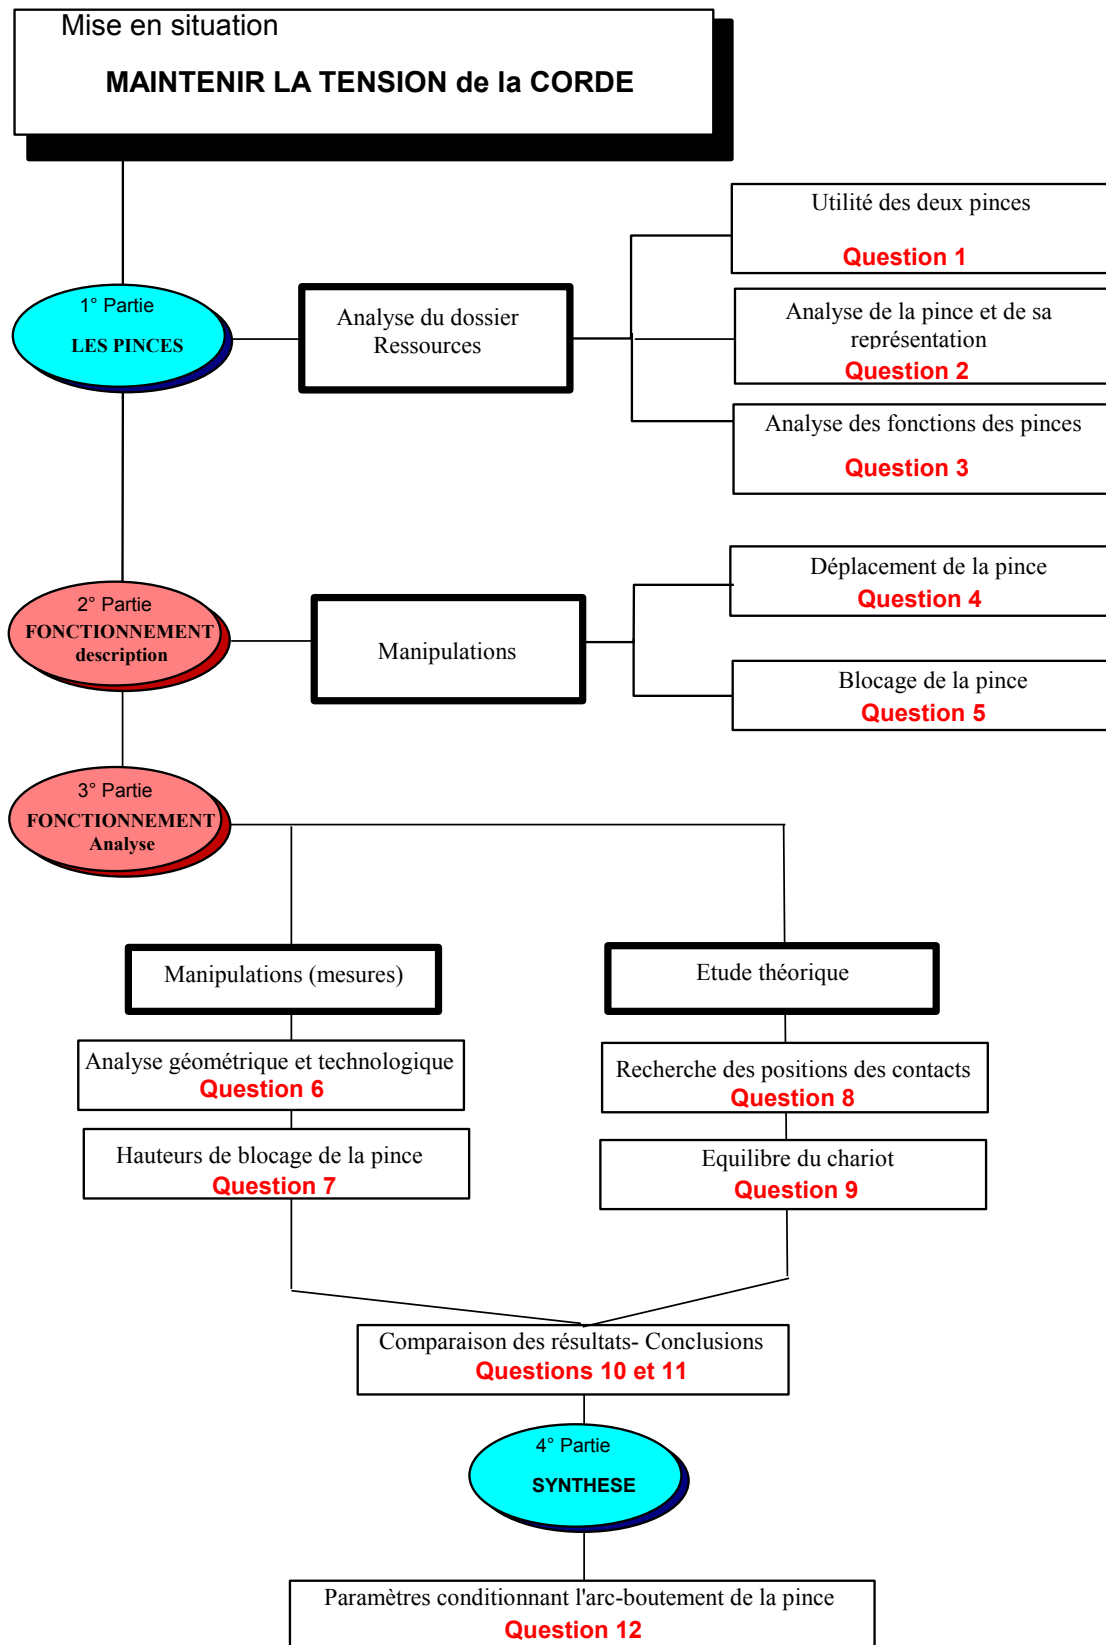 Mise en situation
MAINTENIR LA TENSION de la CORDE
Utilité des deux pinces
Question 1
1° Partie
LES PINCES
Analyse du dossier
Ressources
Analyse de la pince et de sa
représentation
Question 2
Analyse des fonctions des pinces
Question 3
Déplacement de la pince
Question 4
2° Partie
FONCTIONNEMENT
description
Manipulations
Blocage de la pince
Question 5
3° Partie
FONCTIONNEMENT
Analyse
Manipulations (mesures)
Etude théorique
Analyse géométrique et technologique
Question 6
Recherche des positions des contacts
Question 8
Hauteurs de blocage de la pince
Question 7
Equilibre du chariot
Question 9
Comparaison des résultats- Conclusions
Questions 10 et 11
4° Partie
SYNTHESE
Paramètres conditionnant l'arc-boutement de la pince
Question 12